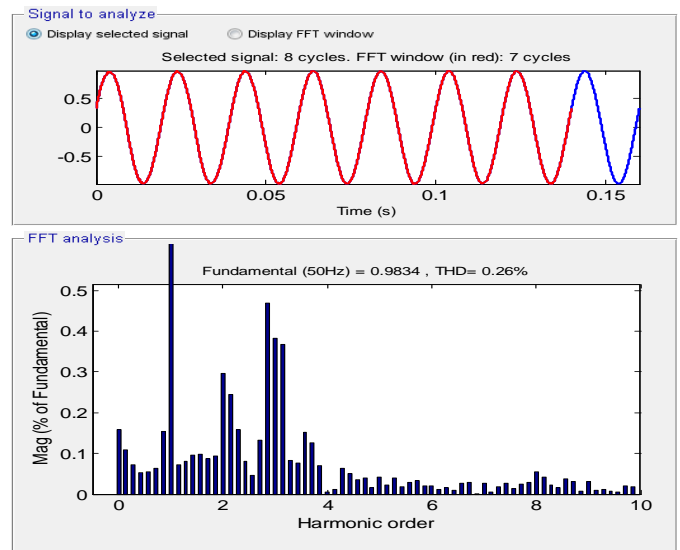 Signal to analyze
Display selected signal Display FFT window
Selected signal: 8 cycles. FFT window (in red): 7 cycles
0.5
0
-0.5
0 0.05 0.1 0.15
Time (s)
FFT analysis
Fundamental (50Hz) = 0.9834 , THD= 0.26%
0.5
0.4
0.3
0.2
0.1
0
Mag (% of Fundamental)
0 2 4 6 8 10
Harmonic order